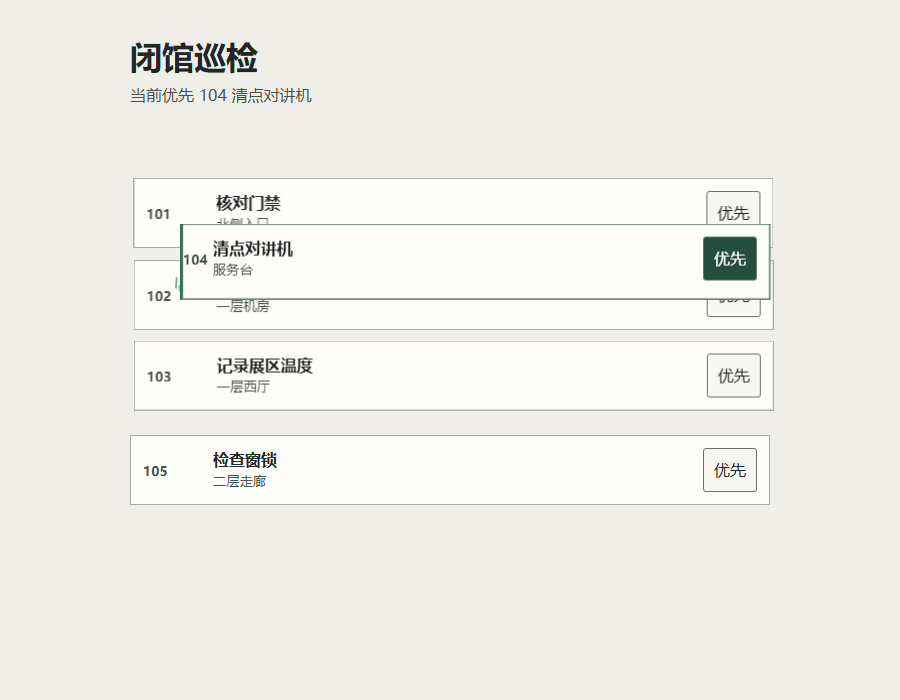 闭馆巡检
当前优先 104 清点对讲机
101
核对门禁
优先
104
清点对讲机
服务台
优先
102
一层机房
103
记录展区温度
一层西厅
优先
105
检查窗锁
二层走廊
优先